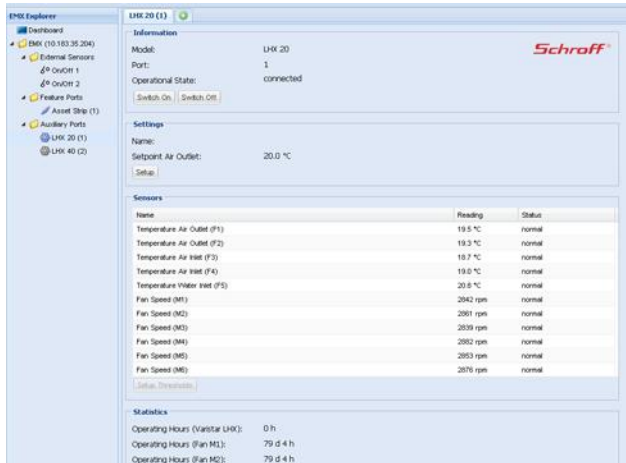 EMX Explorer
Dashboard
EMX (10.183.35.204)
External Sensors
On/Off 1
On/Off 2
Feature Ports
Asset Strip (1)
Auxiliary Ports
LHX 20 (1)
LHX 40 (2)
LHX 20 (1)
Information
Schroff
Model: LHX 20
Port: 1
Operational State: connected
Switch On Switch Off
Settings
Name:
Setpoint Air Outlet: 20.0 °C
Setup
Sensors
Name Reading Status
Temperature Air Outlet (F1) 19.5 °C normal
Temperature Air Outlet (F2) 19.3 °C normal
Temperature Air Inlet (F3) 18.7 °C normal
Temperature Air Inlet (F4) 19.0 °C normal
Temperature Water Inlet (F5) 20.8 °C normal
Fan Speed (M1) 2842 rpm normal
Fan Speed (M2) 2861 rpm normal
Fan Speed (M3) 2839 rpm normal
Fan Speed (M4) 2882 rpm normal
Fan Speed (M5) 2853 rpm normal
Fan Speed (M6) 2876 rpm normal
Setup Thresholds
Statistics
Operating Hours (Varistar LHX): 0 h
Operating Hours (Fan M1): 79 d 4 h
Operating Hours (Fan M2): 79 d 4 h